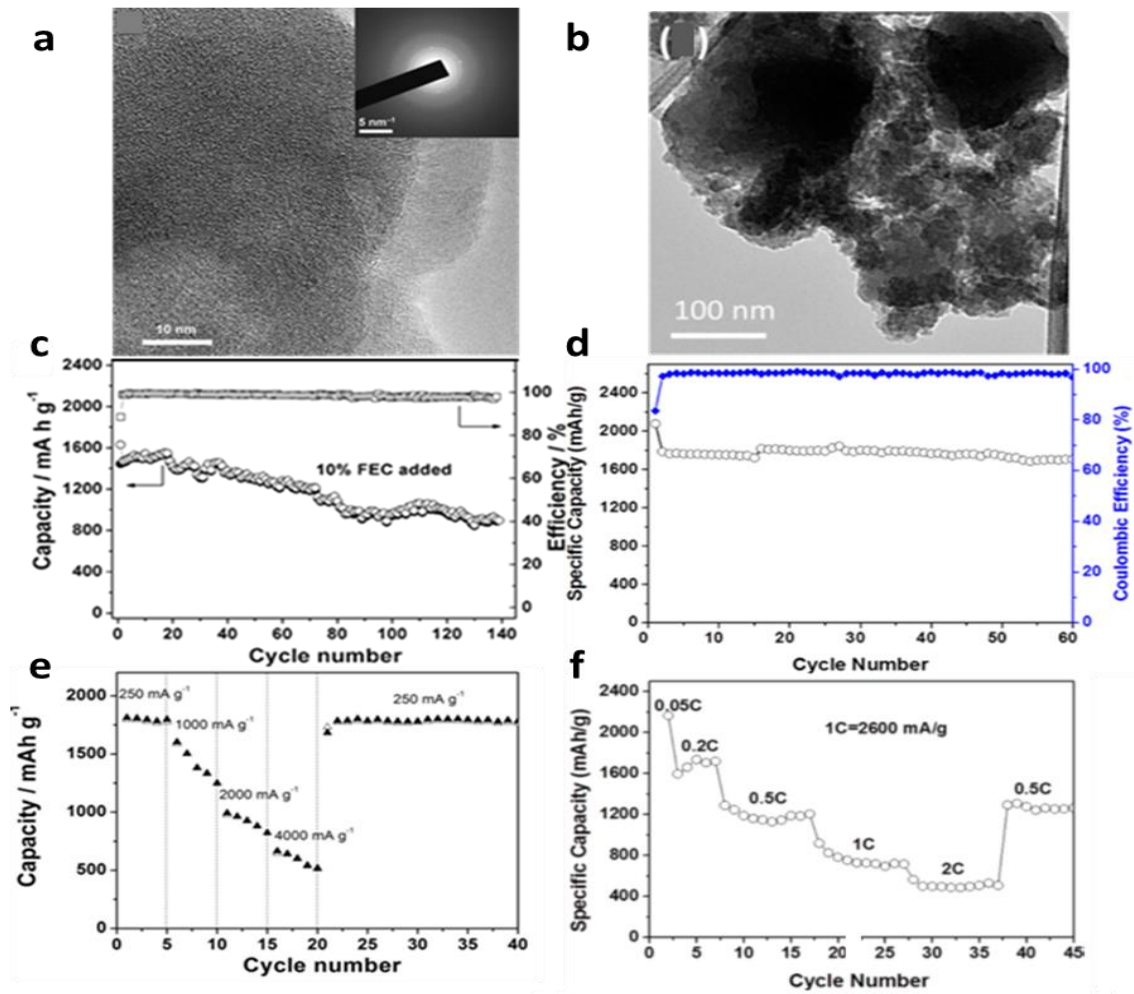 a
5 nm⁻¹
10 nm
b
( )
100 nm
c
2400
2000
1600
1200
800
400
0
Capacity / mA h g⁻¹
10% FEC added
100
80
60
40
20
0
Efficiency / %
0 20 40 60 80 100 120 140
Cycle number
d
2400
2000
1600
1200
800
400
0
Specific Capacity (mAh/g)
100
80
60
40
20
0
Coulombic Efficiency (%)
0 10 20 30 40 50 60
Cycle Number
e
2000
1500
1000
500
0
Capacity / mAh g⁻¹
250 mA g⁻¹
1000 mA g⁻¹
2000 mA g⁻¹
4000 mA g⁻¹
250 mA g⁻¹
0 5 10 15 20 25 30 35 40
Cycle number
f
2400
2000
1600
1200
800
400
0
Specific Capacity (mAh/g)
0.05C
0.2C
1C=2600 mA/g
0.5C
1C
2C
0.5C
0 5 10 15 20 25 30 35 40 45
Cycle Number